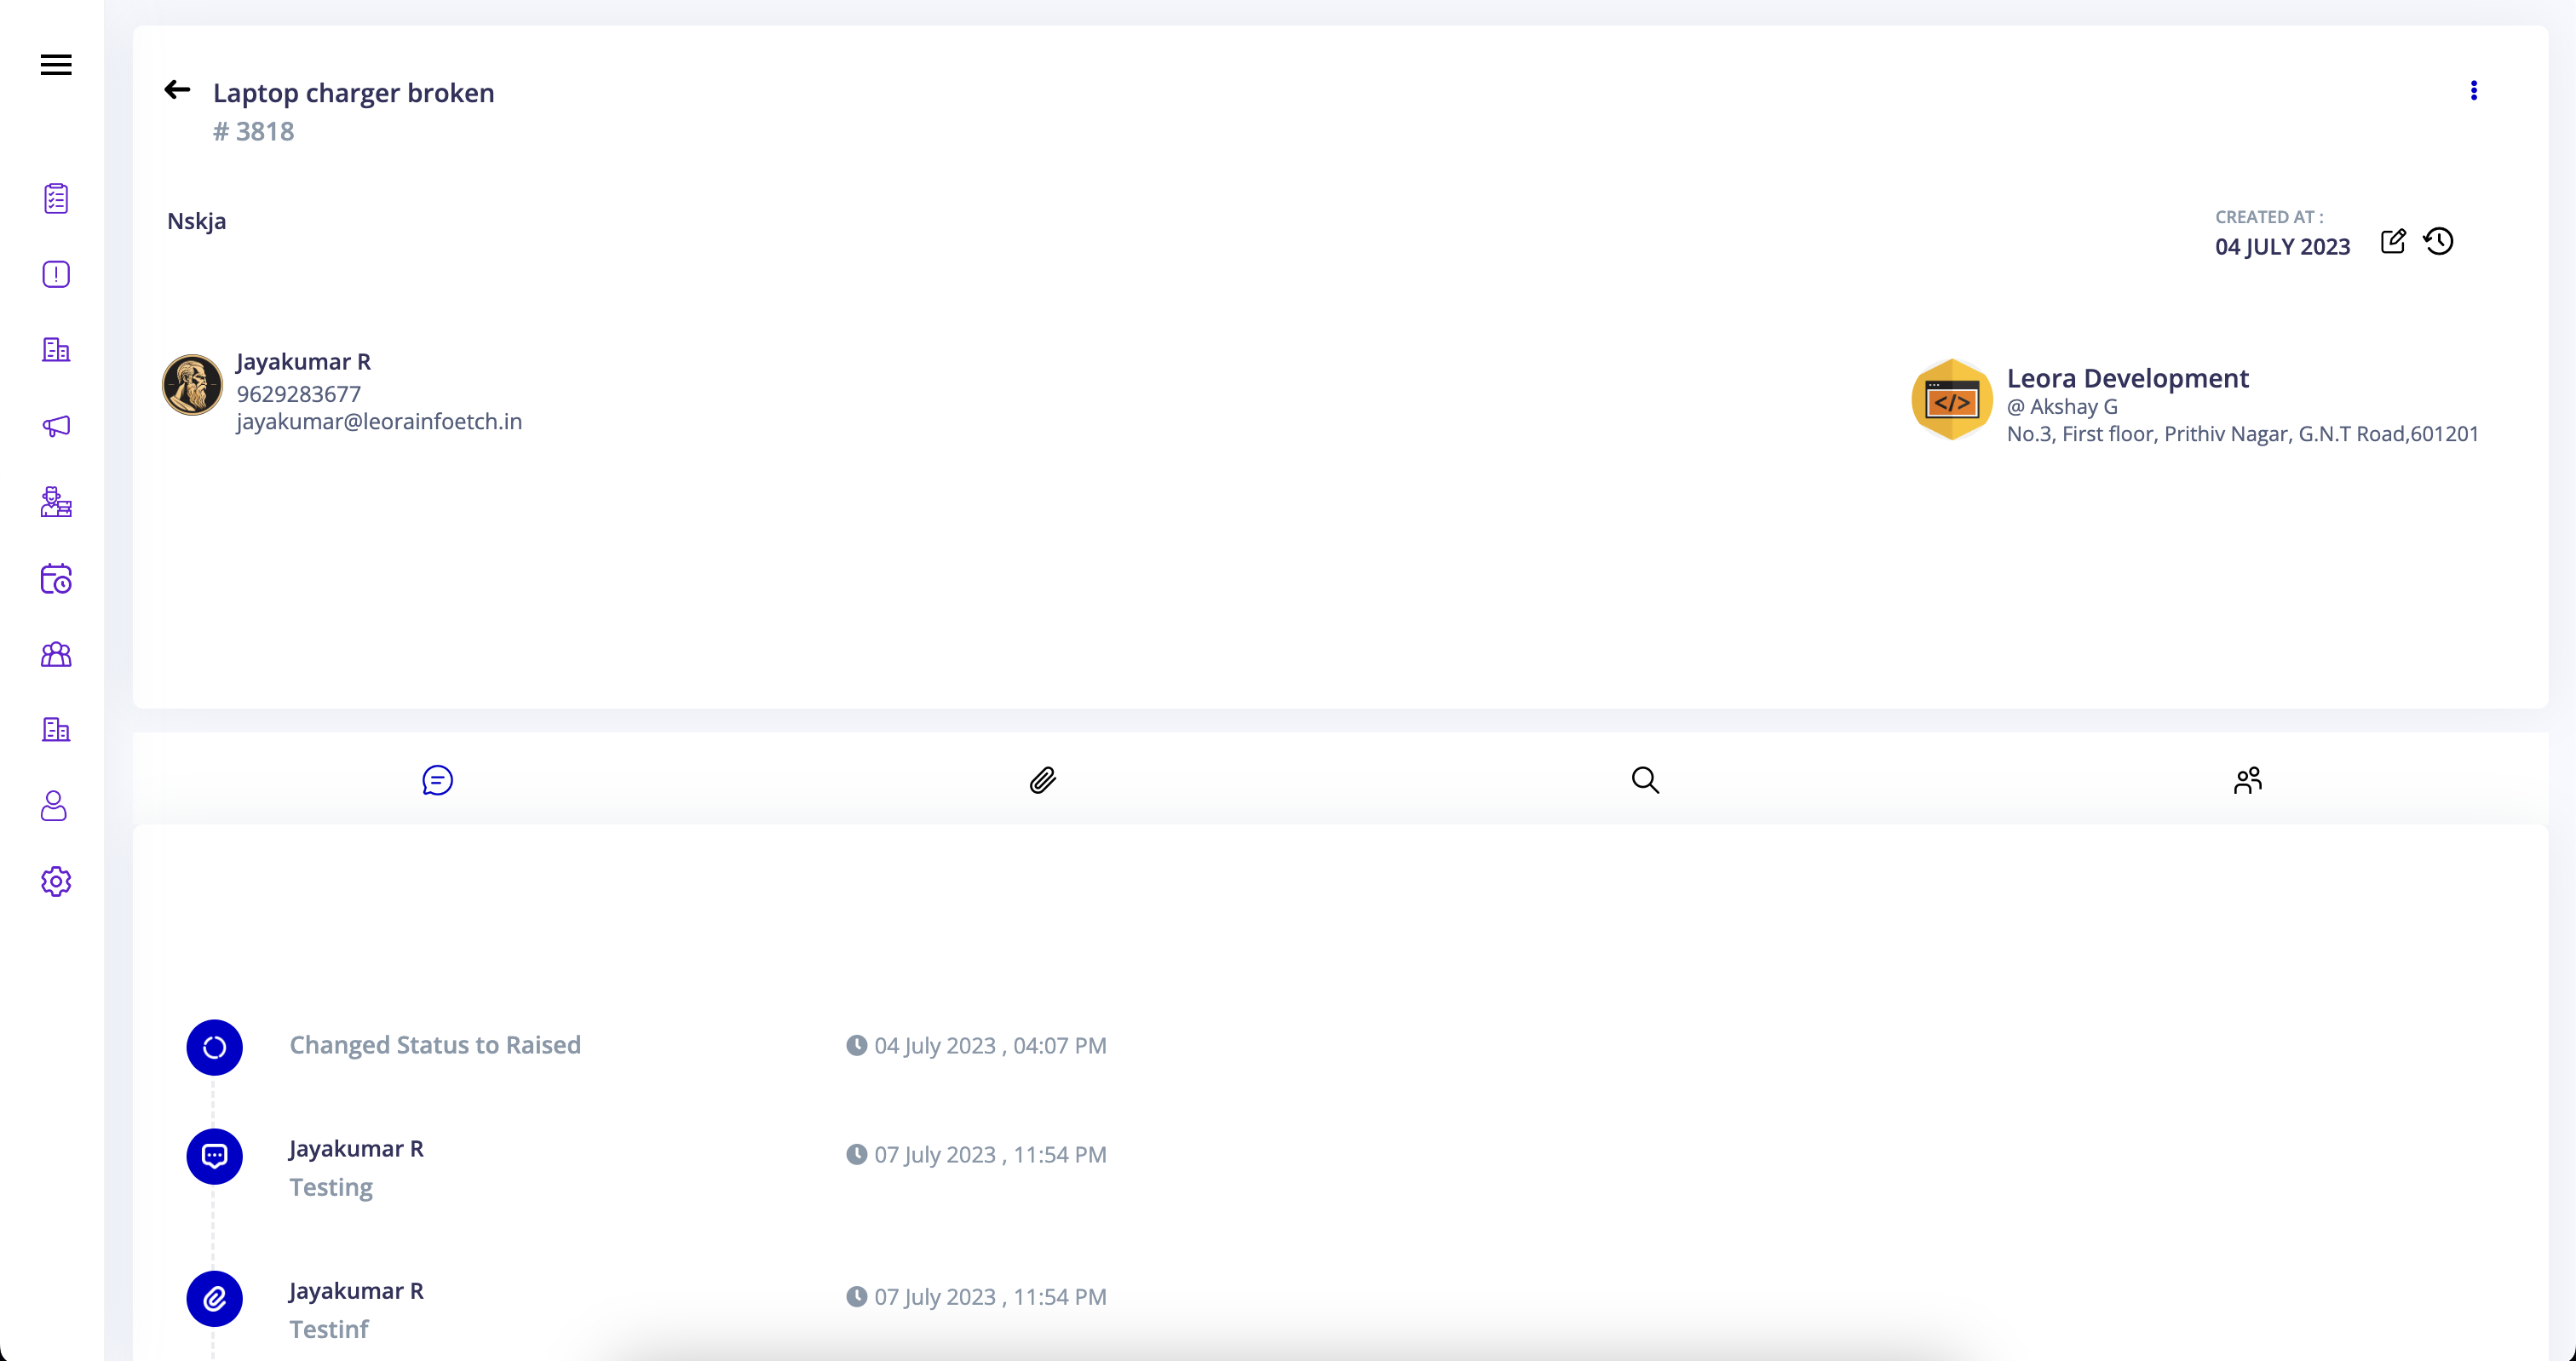 Laptop charger broken
# 3818
Nskja
CREATED AT :
04 JULY 2023
Jayakumar R
9629283677
jayakumar@leorainfoetch.in
</>
Leora Development
@ Akshay G
No.3, First floor, Prithiv Nagar, G.N.T Road,601201
Changed Status to Raised
04 July 2023 , 04:07 PM
Jayakumar R
07 July 2023 , 11:54 PM
Testing
Jayakumar R
07 July 2023 , 11:54 PM
Testinf